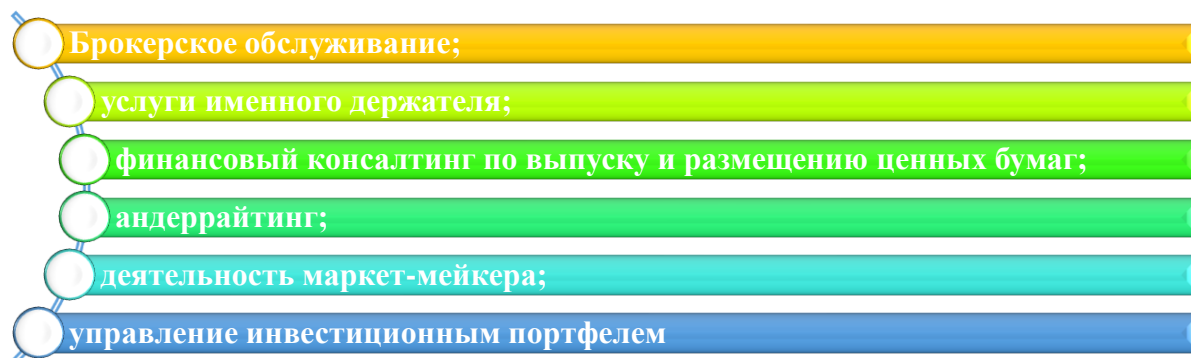 Брокерское обслуживание;
услуги именного держателя;
финансовый консалтинг по выпуску и размещению ценных бумаг;
андеррайтинг;
деятельность маркет-мейкера;
управление инвестиционным портфелем